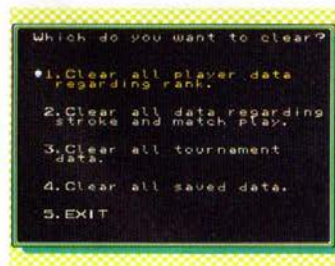 Which do you want to clear?
1.Clear all player data
regarding rank.
2.Clear all data regarding
stroke and match play.
3.Clear all tournament
data.
4.Clear all saved data.
5.EXIT